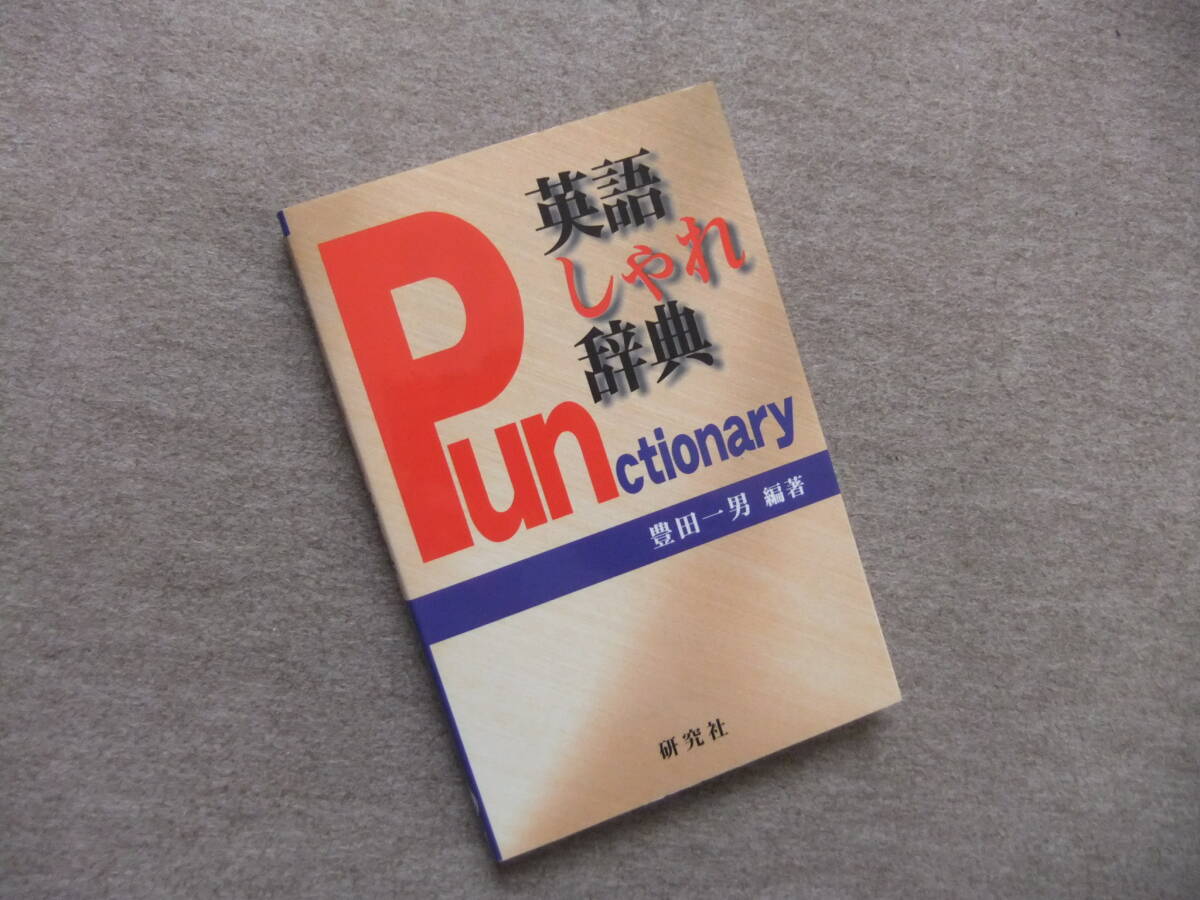 英語
しゃれ
辞典
Punctionary
豊田一男 編著
研究社